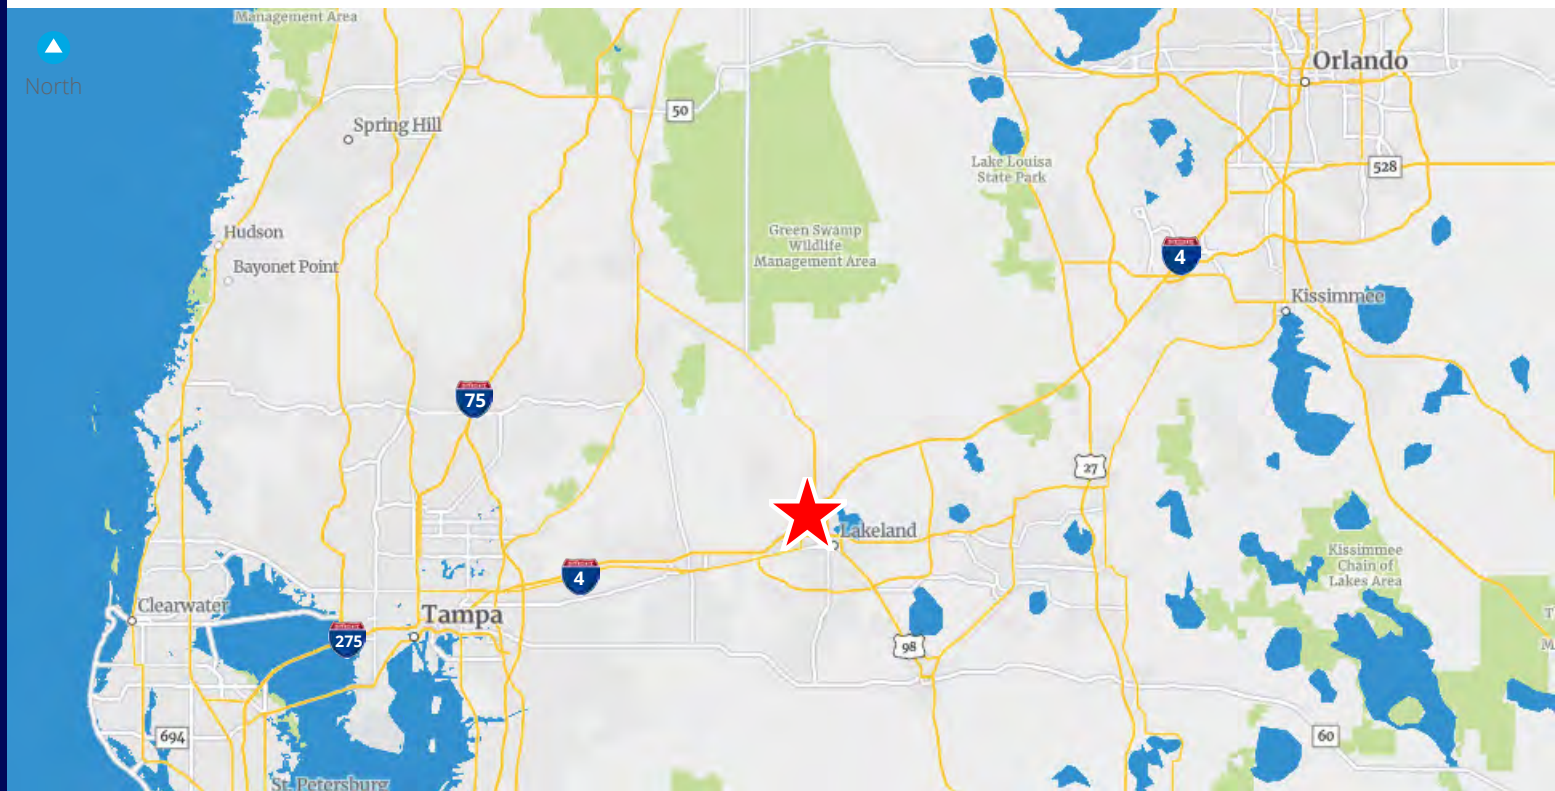 Management Area
North
Orlando
50
Spring Hill
Lake Louisa
State Park
528
Hudson
Green Swamp
Wildlife
Management Area
4
Bayonet Point
Kissimmee
75
27
Lakeland
Kissimmee
Chain of
Lakes Area
4
Clearwater
Tampa
T
275
98
M
694
60
St. Petersburg